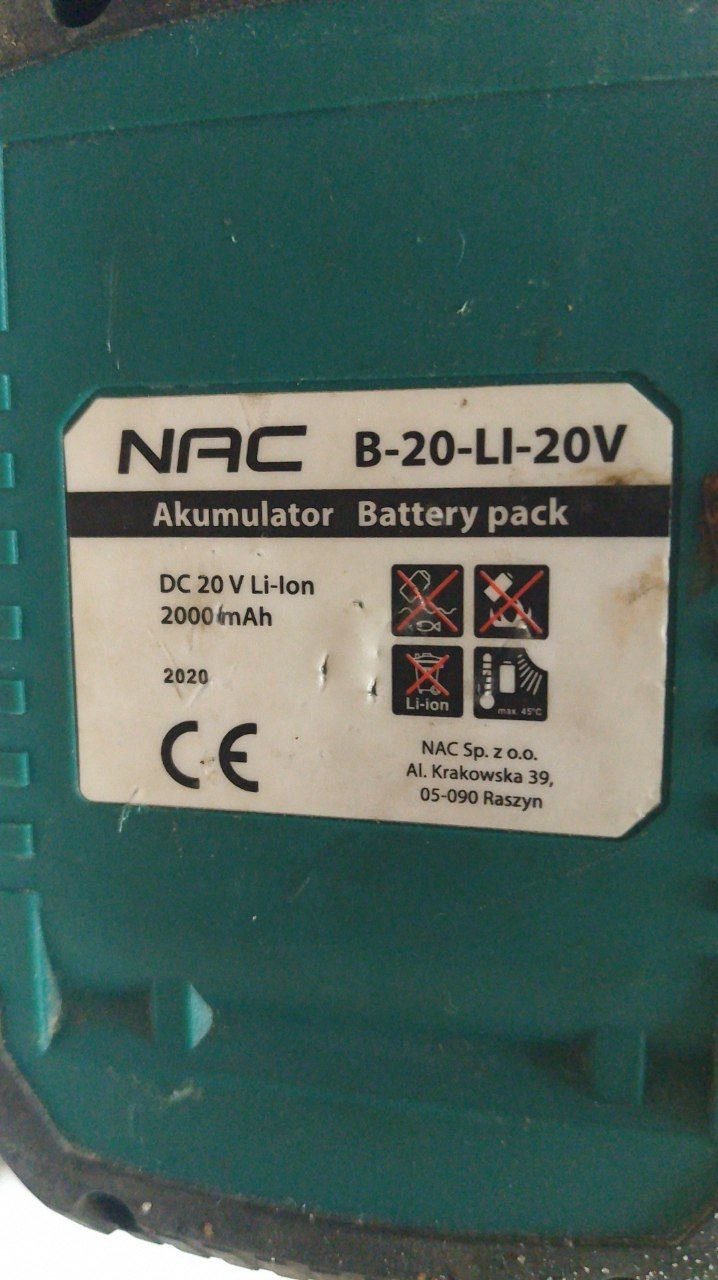 NAC B-20-LI-20V
Akumulator Battery pack
DC 20 V Li-Ion
2000 mAh
2020
CE
Li-ion
max. 45°C
NAC Sp. z o.o.
Al. Krakowska 39,
05-090 Raszyn